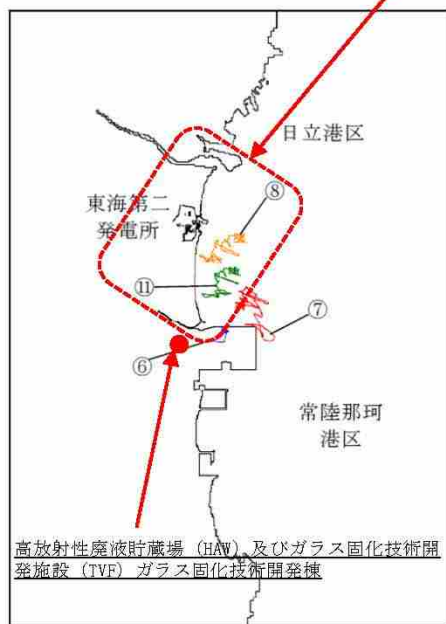 日立港区
東海第二
発電所
⑧
⑪
⑦
⑥
常陸那珂
港区
高放射性廃液貯蔵場 (HAW) 及びガラス固化技術開
発施設 (TVF) ガラス固化技術開発棟